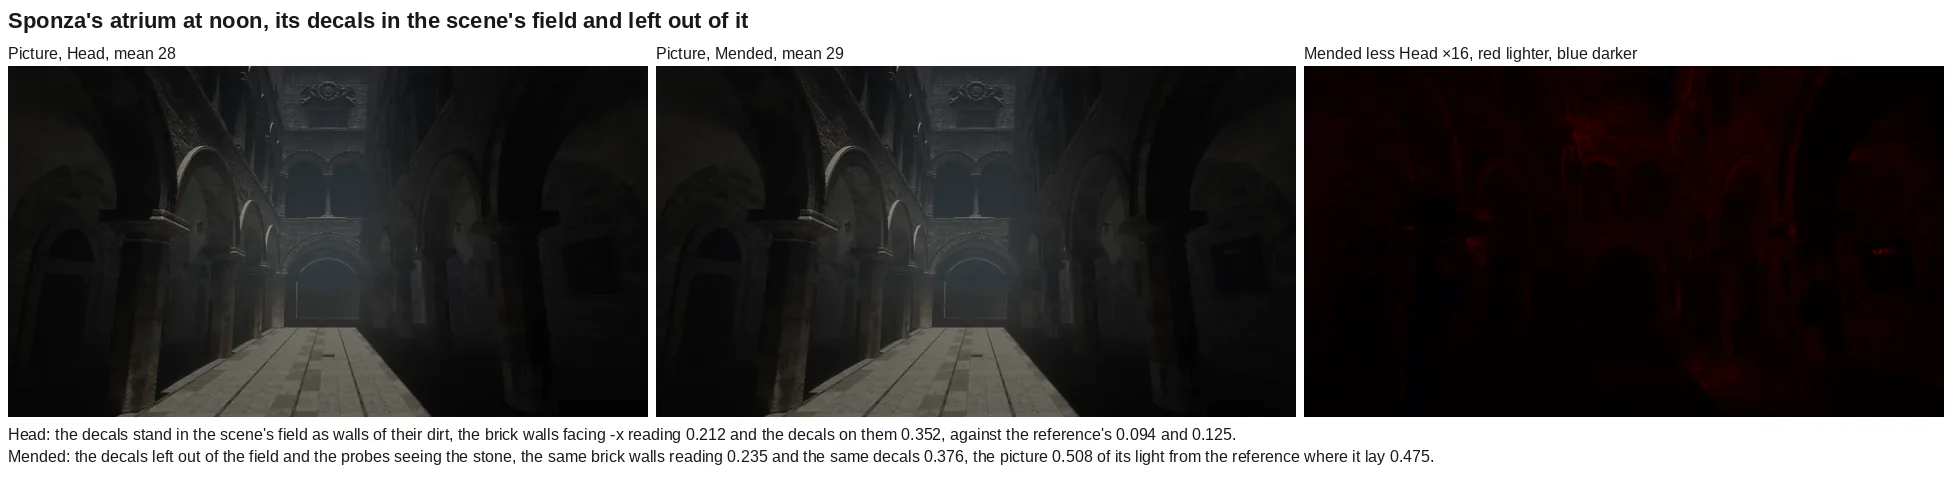 Sponza's atrium at noon, its decals in the scene's field and left out of it
Picture, Head, mean 28
Picture, Mended, mean 29
Mended less Head ×16, red lighter, blue darker
Head: the decals stand in the scene's field as walls of their dirt, the brick walls facing -x reading 0.212 and the decals on them 0.352, against the reference's 0.094 and 0.125.
Mended: the decals left out of the field and the probes seeing the stone, the same brick walls reading 0.235 and the same decals 0.376, the picture 0.508 of its light from the reference where it lay 0.475.